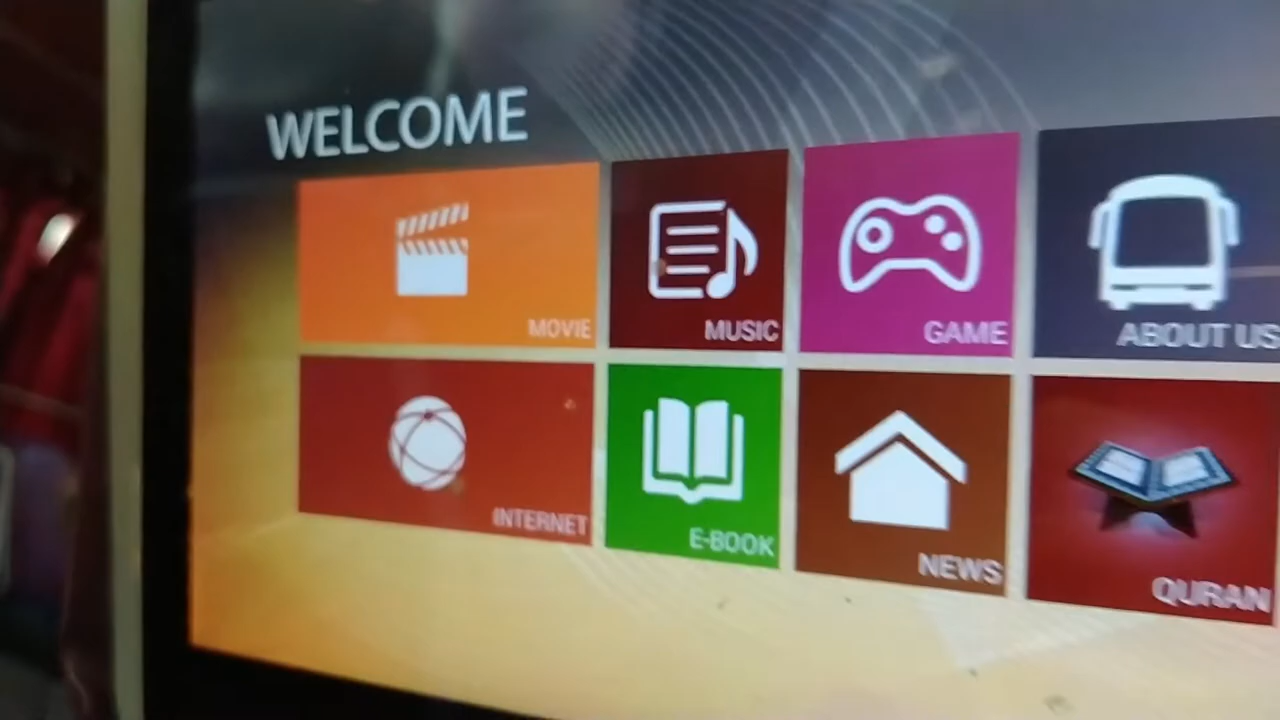 WELCOME
MOVIE
MUSIC
GAME
ABOUT US
INTERNET
E-BOOK
NEWS
QURAN